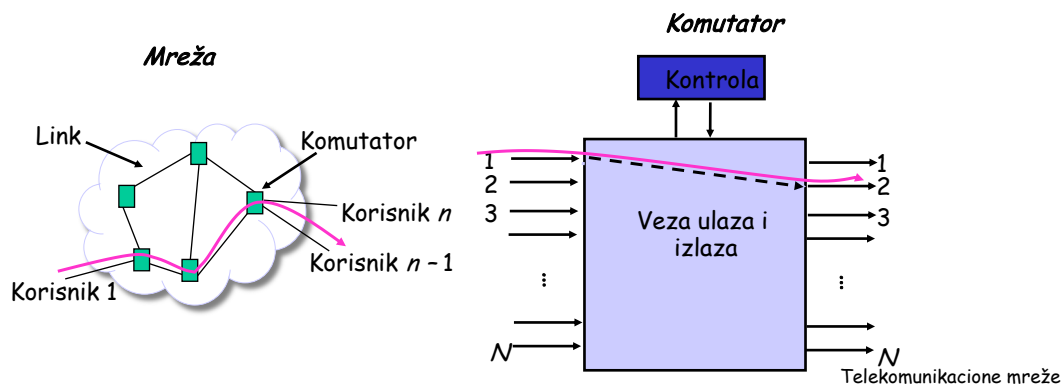 Mreža
Link
Komutator
Korisnik n
Korisnik n – 1
Korisnik 1
Komutator
Kontrola
1
2
3
...
N
Veza ulaza i
izlaza
1
2
3
...
N
Telekomunikacione mreže